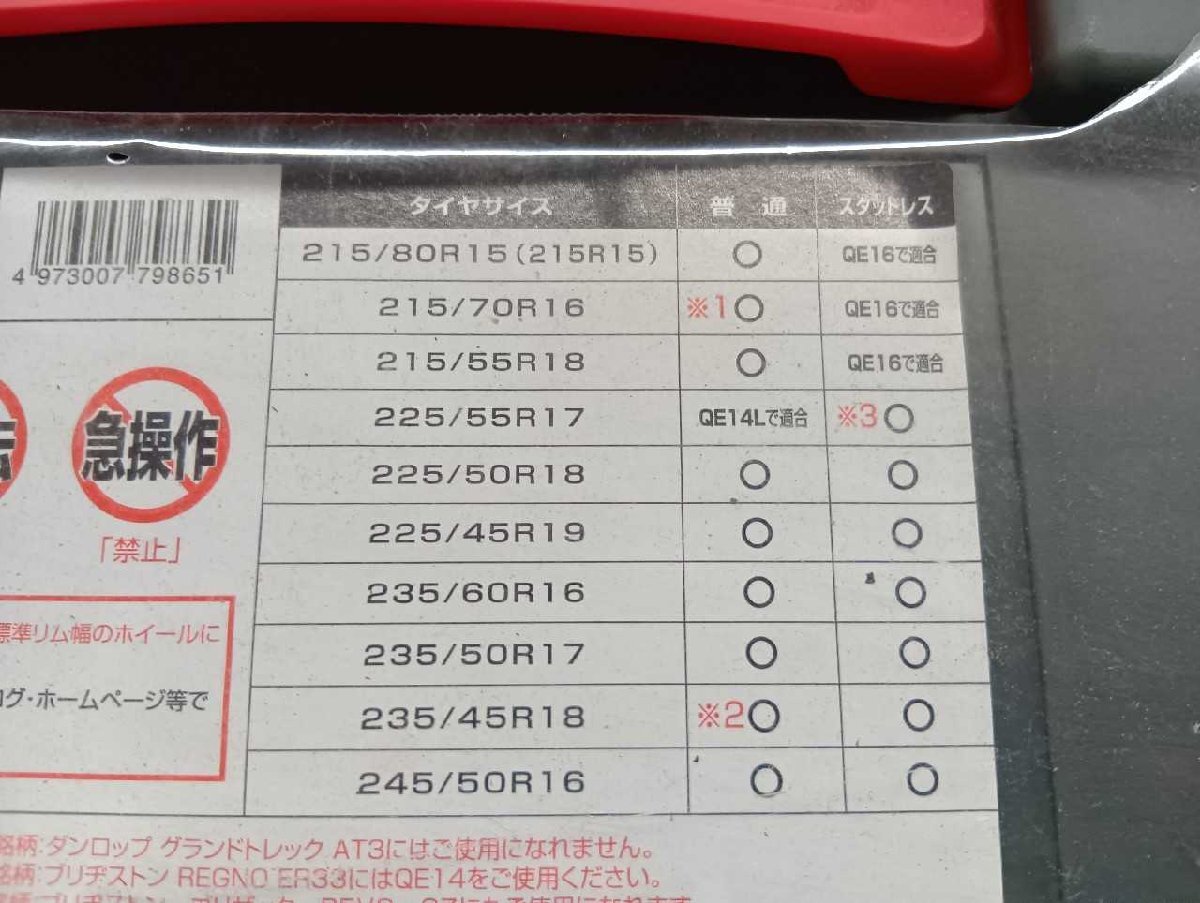 タイヤサイズ 普通 スタットレス
215/80R15(215R15) ○ QE16で適合
215/70R16 ※1○ QE16で適合
215/55R18 ○ QE16で適合
225/55R17 QE14Lで適合 ※3○
225/50R18 ○ ○
225/45R19 ○ ○
235/60R16 ○ ○
235/50R17 ○ ○
235/45R18 ※2○ ○
245/50R16 ○ ○
4 973007 798651
急操作
「禁止」
標準リム幅のホイールに
ログ・ホームページ等で
銘柄:ダンロップ グランドトレック AT3にはご使用になれません。
銘柄:ブリヂストン REGNO ER33にはQE14をご使用ください。